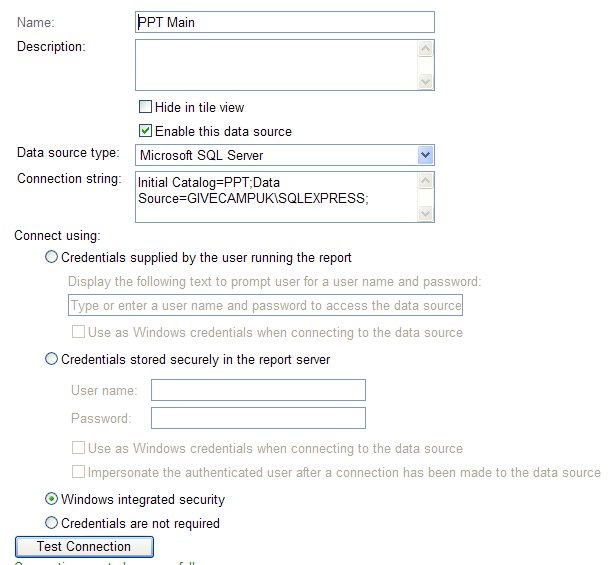 Name: PPT Main
Description:
Hide in tile view
Enable this data source
Data source type: Microsoft SQL Server
Connection string: Initial Catalog=PPT;Data
Source=GIVECAMPUK\SQLEXPRESS;
Connect using:
Credentials supplied by the user running the report
Display the following text to prompt user for a user name and password:
Type or enter a user name and password to access the data source
Use as Windows credentials when connecting to the data source
Credentials stored securely in the report server
User name:
Password:
Use as Windows credentials when connecting to the data source
Impersonate the authenticated user after a connection has been made to the data source
Windows integrated security
Credentials are not required
Test Connection